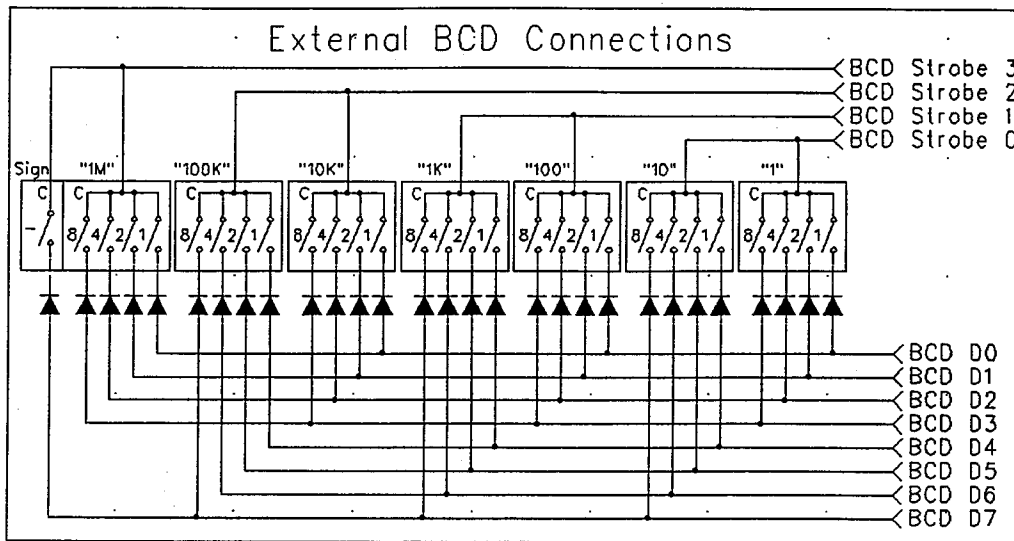 External BCD Connections
BCD Strobe 3
BCD Strobe 2
BCD Strobe 1
BCD Strobe 0
Sign "1M" "100K" "10K" "1K" "100" "10" "1"
C C C C C C C C
- 8 4 2 1 8 4 2 1 8 4 2 1 8 4 2 1 8 4 2 1 8 4 2 1 8 4 2 1
BCD D0
BCD D1
BCD D2
BCD D3
BCD D4
BCD D5
BCD D6
BCD D7